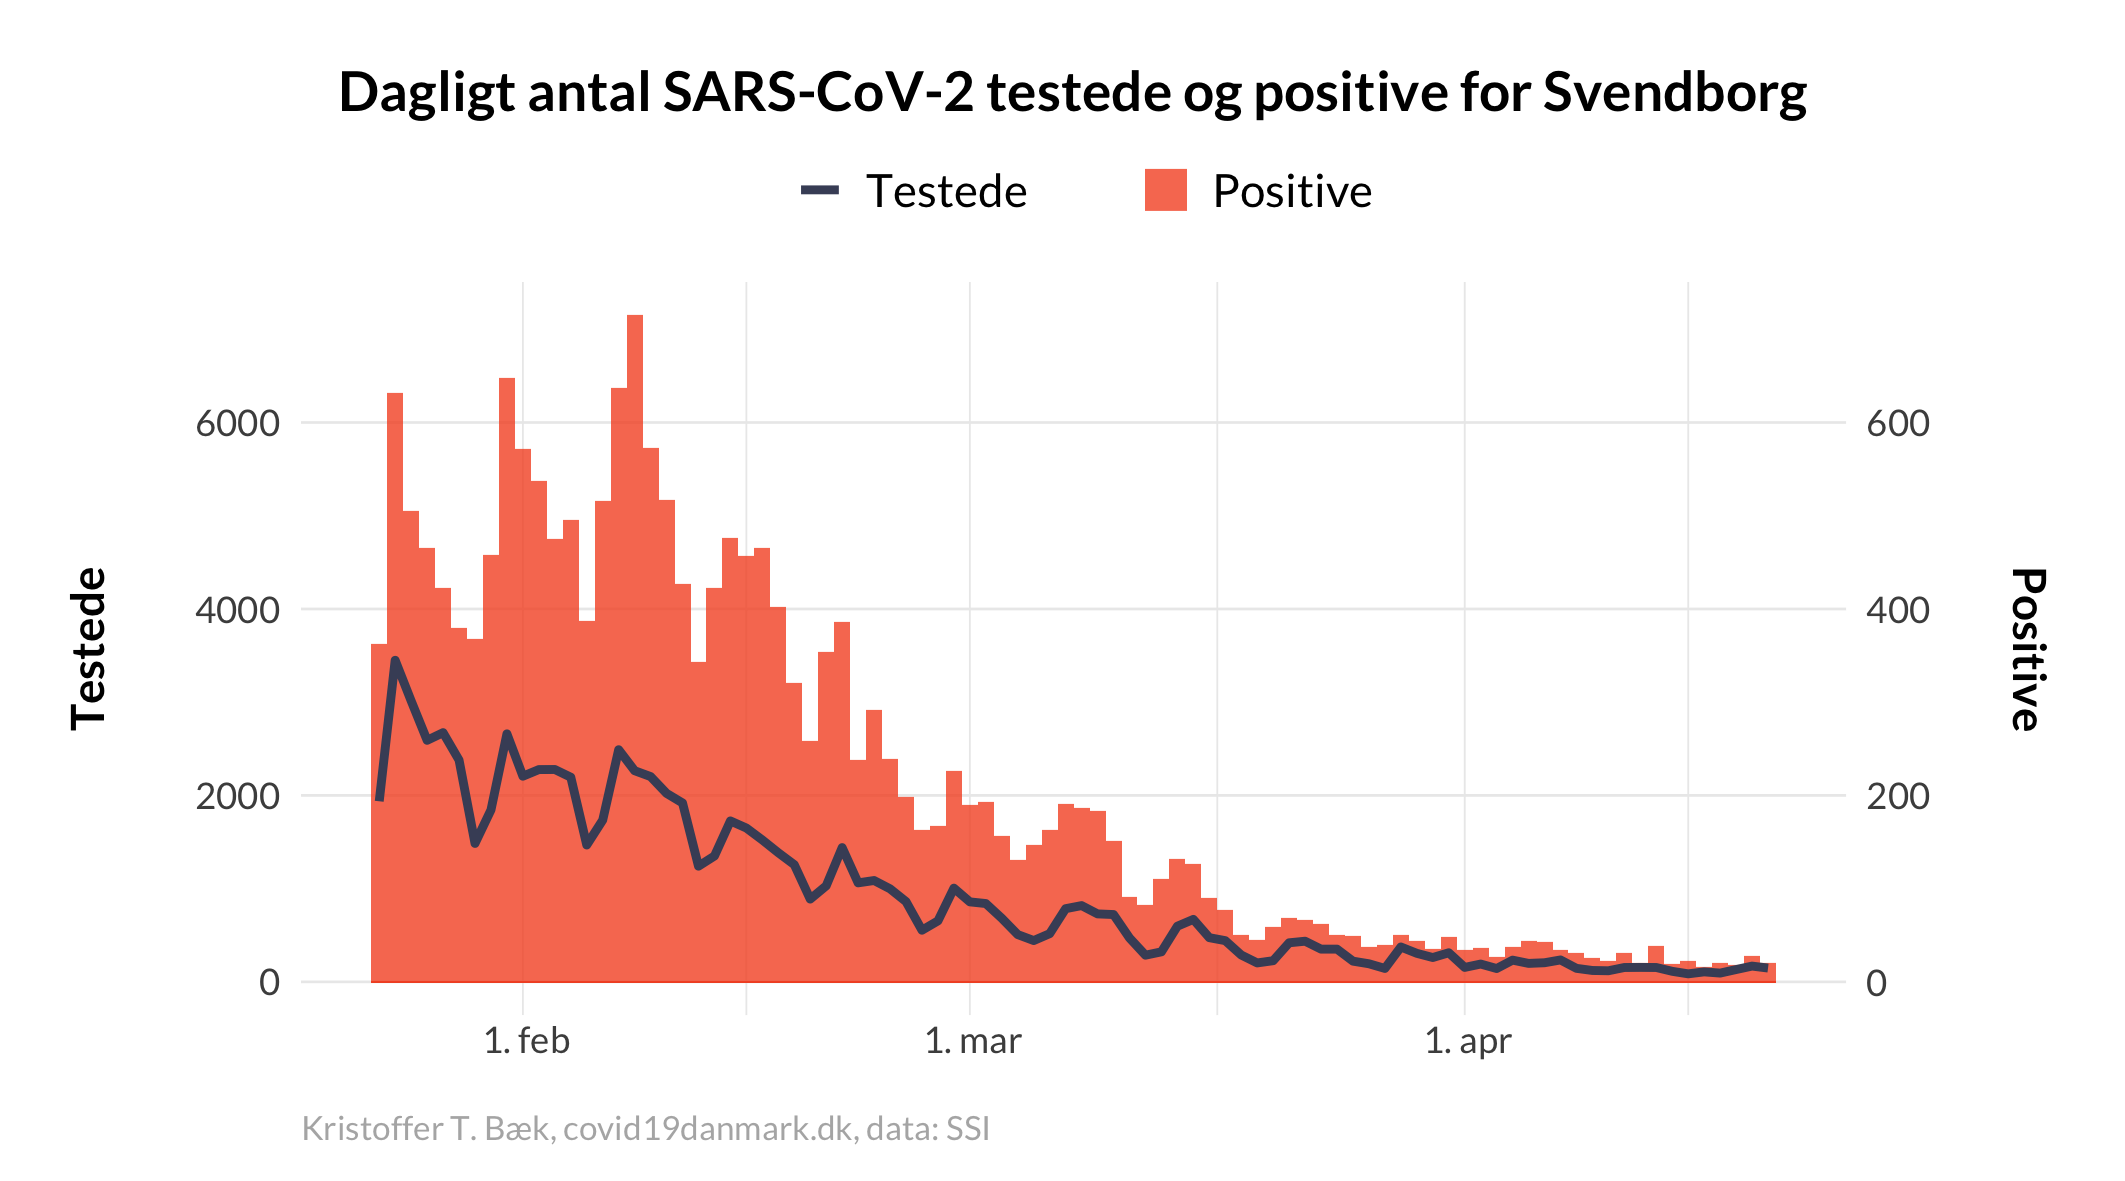 Dagligt antal SARS-CoV-2 testede og positive for Svendborg
Testede
Positive
6000
4000
2000
0
600
400
200
0
Testede
Positive
1. feb
1. mar
1. apr
Kristoffer T. Bæk, covid19danmark.dk, data: SSI